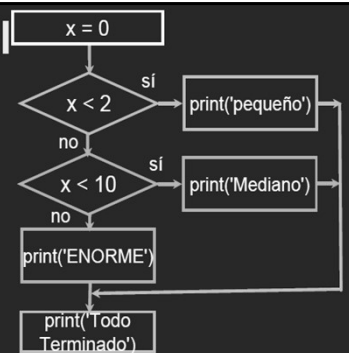 x = 0
x < 2
sí
print('pequeño')
no
x < 10
sí
print('Mediano')
no
print('ENORME')
print('Todo
Terminado')